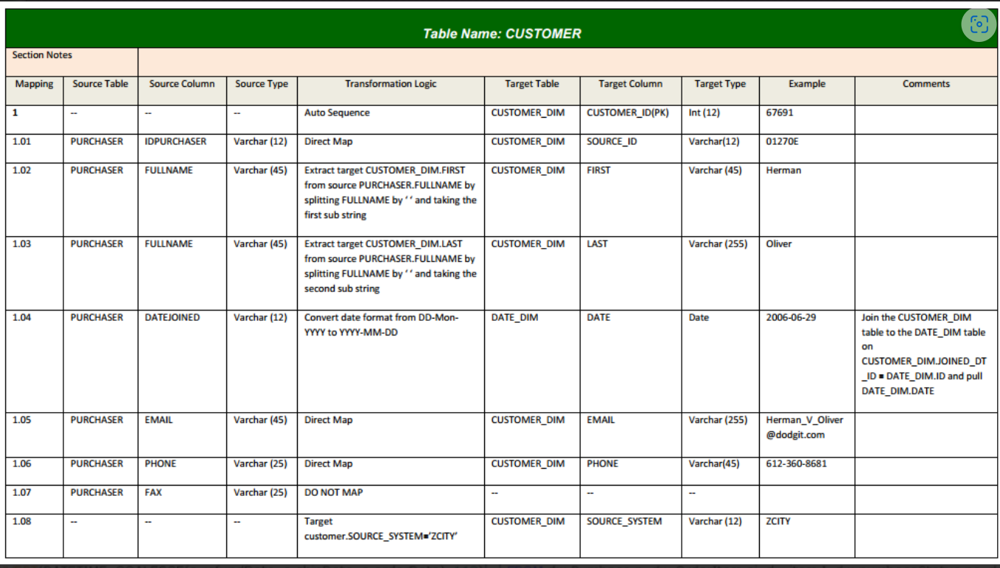 Table Name: CUSTOMER
Section Notes
Mapping Source Table Source Column Source Type Transformation Logic Target Table Target Column Target Type Example Comments
1 -- -- -- Auto Sequence CUSTOMER_DIM CUSTOMER_ID(PK) Int (12) 67691
1.01 PURCHASER IDPURCHASER Varchar (12) Direct Map CUSTOMER_DIM SOURCE_ID Varchar(12) 01270E
1.02 PURCHASER FULLNAME Varchar (45) Extract target CUSTOMER_DIM.FIRST CUSTOMER_DIM FIRST Varchar (45) Herman
from source PURCHASER.FULLNAME by
splitting FULLNAME by ‘ ‘ and taking the
first sub string
1.03 PURCHASER FULLNAME Varchar (45) Extract target CUSTOMER_DIM.LAST CUSTOMER_DIM LAST Varchar (255) Oliver
from source PURCHASER.FULLNAME by
splitting FULLNAME by ‘ ‘ and taking the
second sub string
1.04 PURCHASER DATEJOINED Varchar (12) Convert date format from DD-Mon- DATE_DIM DATE Date 2006-06-29 Join the CUSTOMER_DIM
YYYY to YYYY-MM-DD table to the DATE_DIM table
on
CUSTOMER_DIM.JOINED_DT
_ID = DATE_DIM.ID and pull
DATE_DIM.DATE
1.05 PURCHASER EMAIL Varchar (45) Direct Map CUSTOMER_DIM EMAIL Varchar (255) Herman_V_Oliver
@dodgit.com
1.06 PURCHASER PHONE Varchar (25) Direct Map CUSTOMER_DIM PHONE Varchar(45) 612-360-8681
1.07 PURCHASER FAX Varchar (25) DO NOT MAP -- -- --
1.08 -- -- -- Target CUSTOMER_DIM SOURCE_SYSTEM Varchar (12) ZCITY
customer.SOURCE_SYSTEM=‘ZCITY’